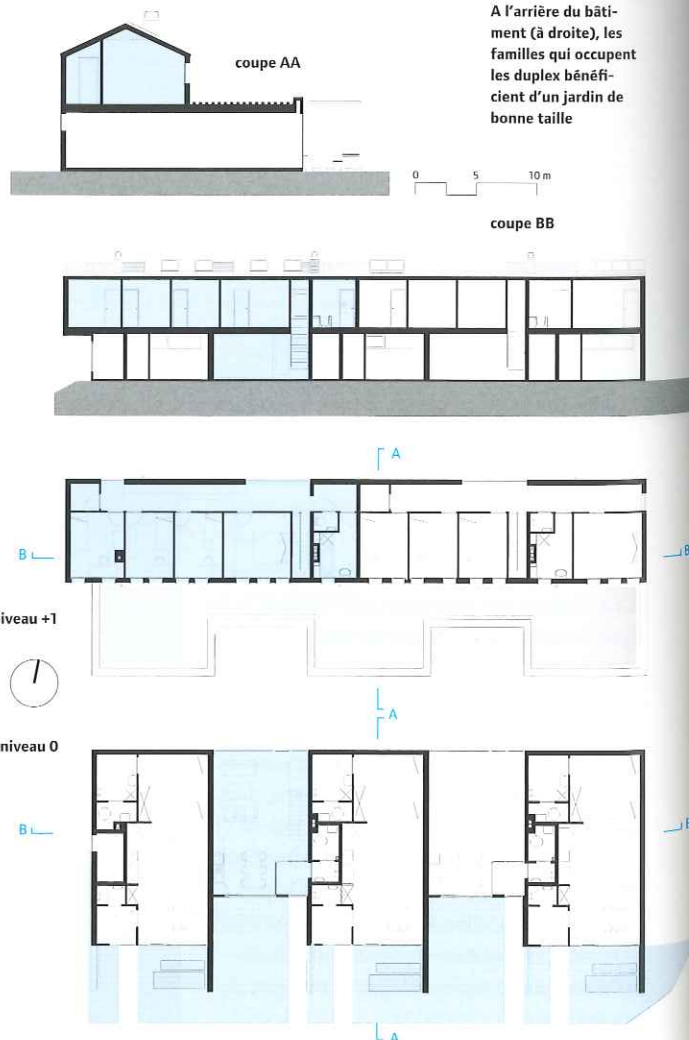 A l'arrière du bâti-
ment (à droite), les
familles qui occupent
les duplex bénéfi-
cient d'un jardin de
bonne taille
coupe AA
0 5 10 m
coupe BB
A
B
B
iveau +1
A
A
niveau 0
B
B
A